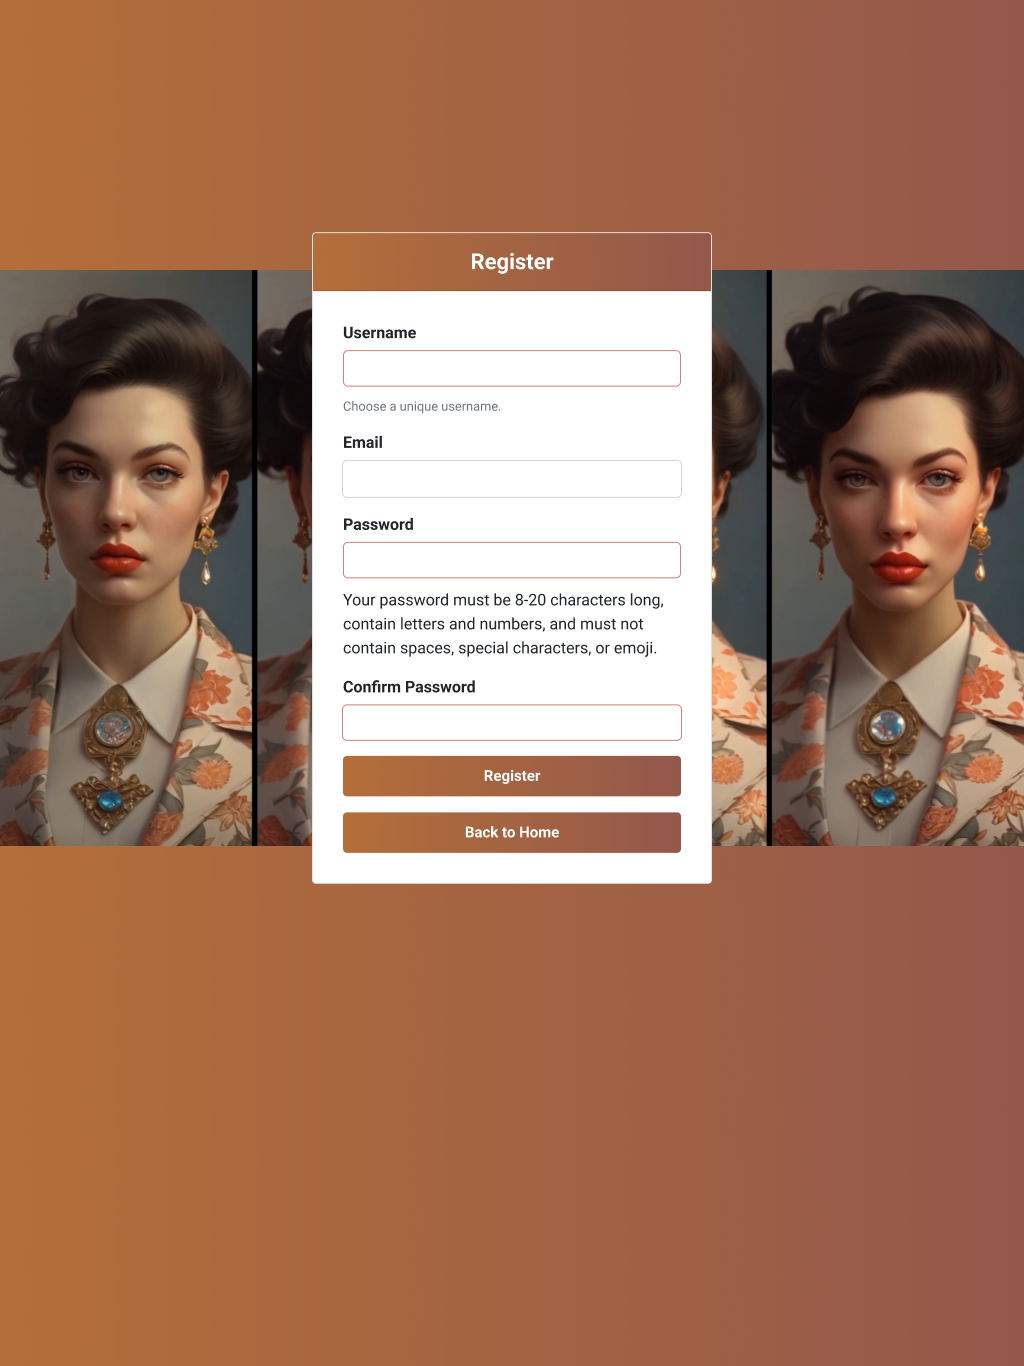 Register
Username
Choose a unique username.
Email
Password
Your password must be 8-20 characters long,
contain letters and numbers, and must not
contain spaces, special characters, or emoji.
Confirm Password
Register
Back to Home